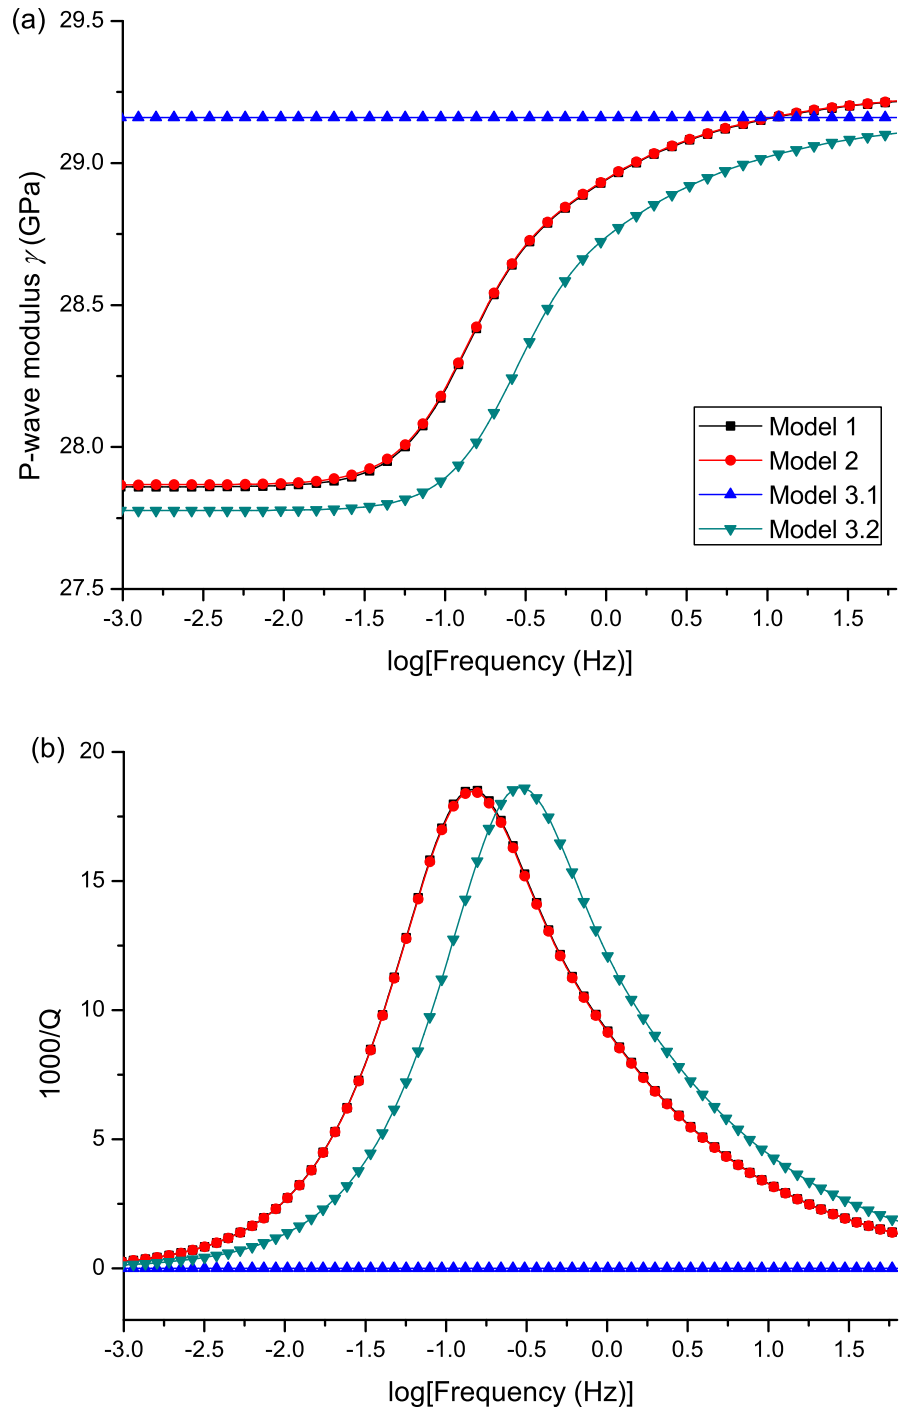 (a)
29.5
29.0
28.5
28.0
27.5
P-wave modulus γ (GPa)
Model 1
Model 2
Model 3.1
Model 3.2
-3.0 -2.5 -2.0 -1.5 -1.0 -0.5 0.0 0.5 1.0 1.5
log[Frequency (Hz)]
(b)
20
15
10
5
0
1000/Q
-3.0 -2.5 -2.0 -1.5 -1.0 -0.5 0.0 0.5 1.0 1.5
log[Frequency (Hz)]